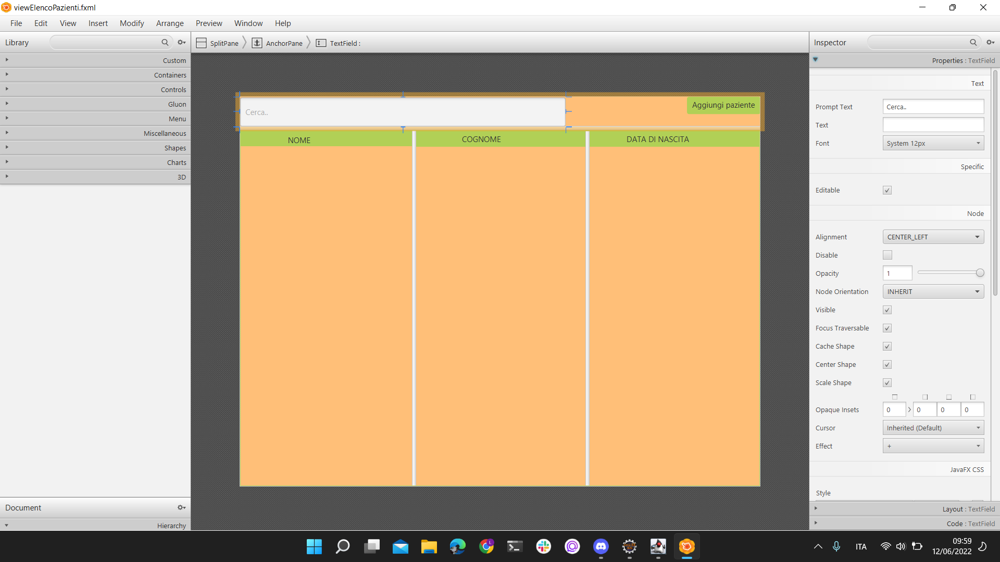 viewElencoPazienti.fxml
File Edit View Insert Modify Arrange Preview Window Help
Library
Custom
Containers
Controls
Gluon
Menu
Miscellaneous
Shapes
Charts
3D
Document
Hierarchy
SplitPane AnchorPane TextField :
Cerca..
Aggiungi paziente
NOME COGNOME DATA DI NASCITA
Inspector
Properties : TextField
Text
Prompt Text Cerca..
Text
Font System 12px
Specific
Editable
Node
Alignment CENTER_LEFT
Disable
Opacity 1
Node Orientation INHERIT
Visible
Focus Traversable
Cache Shape
Center Shape
Scale Shape
Opaque Insets 0 0 0 0
Cursor Inherited (Default)
Effect +
JavaFX CSS
Style
Layout : TextField
Code : TextField
L
JAVA EE
IDE
ITA
09:59
12/06/2022